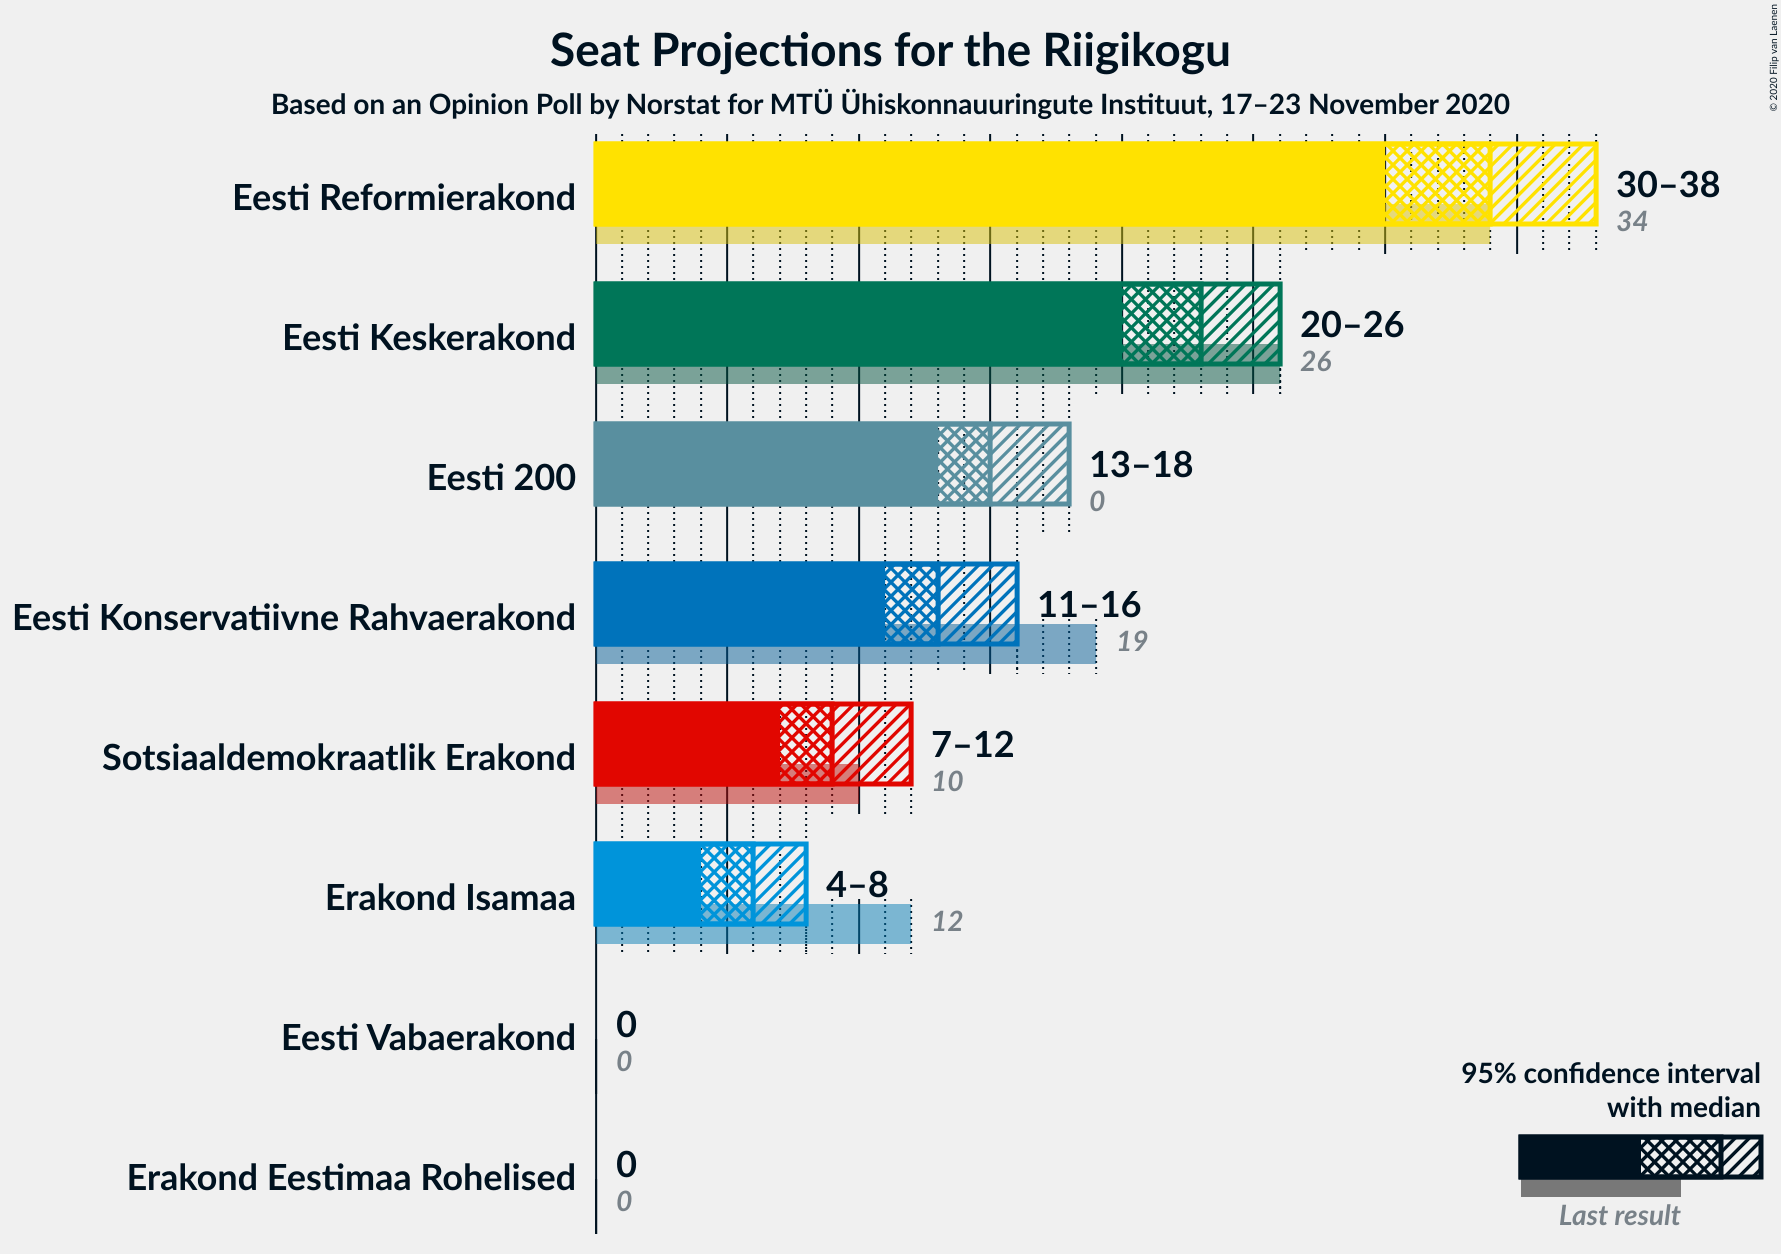 Seat Projections for the Riigikogu
Based on an Opinion Poll by Norstat for MTÜ Ühiskonnauuringute Instituut, 17–23 November 2020
© 2020 Filip van Laenen
Eesti Reformierakond
30–38
34
Eesti Keskerakond
20–26
26
Eesti 200
13–18
0
Eesti Konservatiivne Rahvaerakond
11–16
19
Sotsiaaldemokraatlik Erakond
7–12
10
Erakond Isamaa
4–8
12
Eesti Vabaerakond
0
0
Erakond Eestimaa Rohelised
0
0
95% confidence interval
with median
Last result